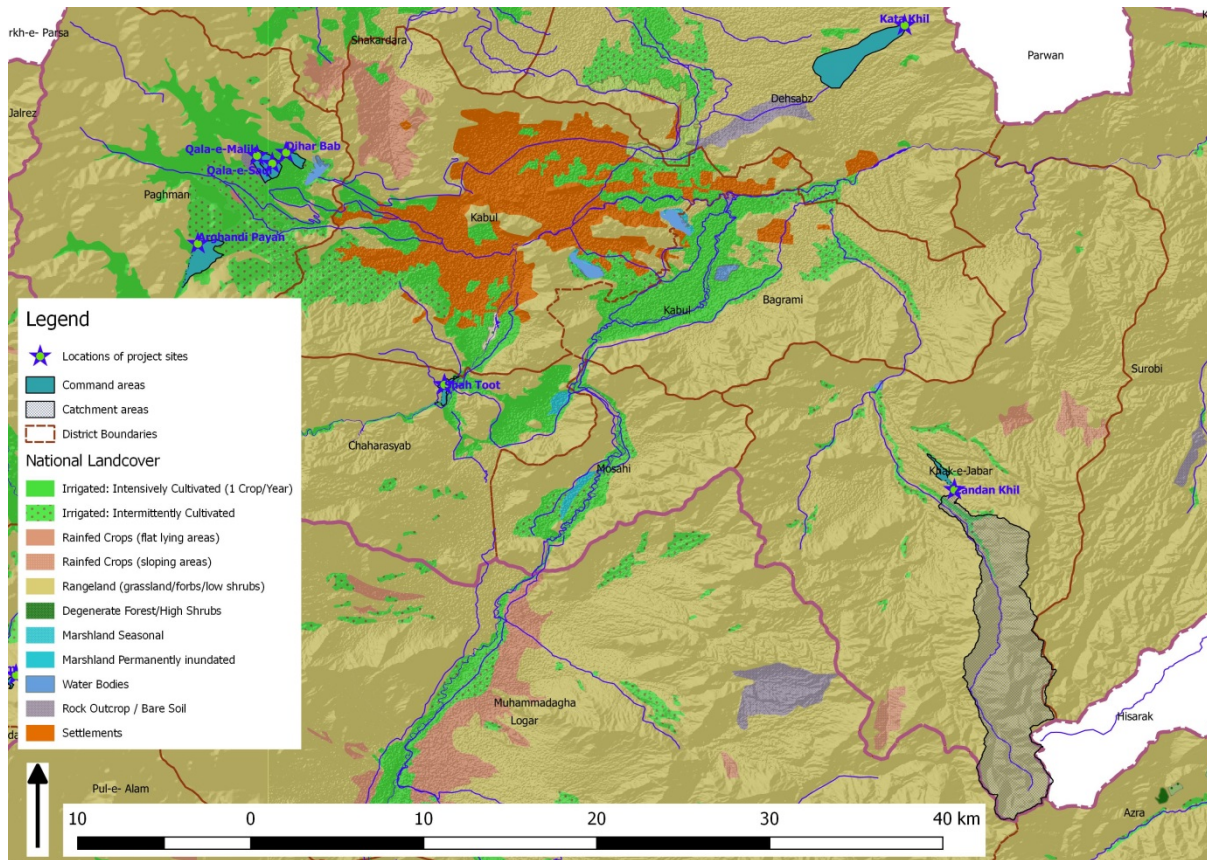 Kata Khil
Shakardara
rkh-e- Parsa
Parwan
Dehsabz
Jalrez
Qala-e-Malik
Qihar Bab
Paghman
Kabul
Arghandi Payan
Kabul
Bagrami
Shah Toot
Surobi
Chaharasyab
Mosahi
Khak-e-Jabar
Zandan Khil
Muhammadagha
Logar
Hisarak
Pul-e- Alam
Azra
Legend
Locations of project sites
Command areas
Catchment areas
District Boundaries
National Landcover
Irrigated: Intensively Cultivated (1 Crop/Year)
Irrigated: Intermittently Cultivated
Rainfed Crops (flat lying areas)
Rainfed Crops (sloping areas)
Rangeland (grassland/forbs/low shrubs)
Degenerate Forest/High Shrubs
Marshland Seasonal
Marshland Permanently inundated
Water Bodies
Rock Outcrop / Bare Soil
Settlements
10 0 10 20 30 40 km